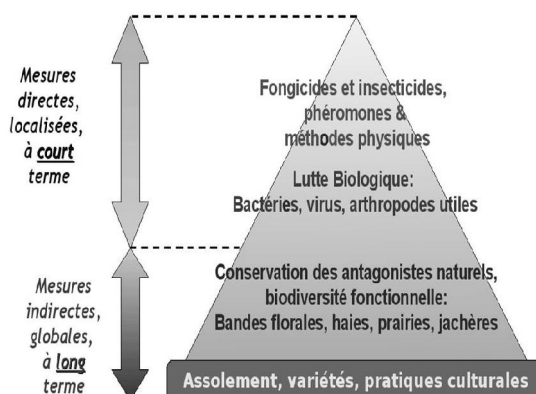 Mesures
directes,
localisées,
à court
terme
Fongicides et insecticides,
phéromones &
méthodes physiques
Lutte Biologique:
Bactéries, virus, arthropodes utiles
Mesures
indirectes,
globales,
à long
terme
Conservation des antagonistes naturels,
biodiversité fonctionnelle:
Bandes florales, haies, prairies, jachères
Assolement, variétés, pratiques culturales